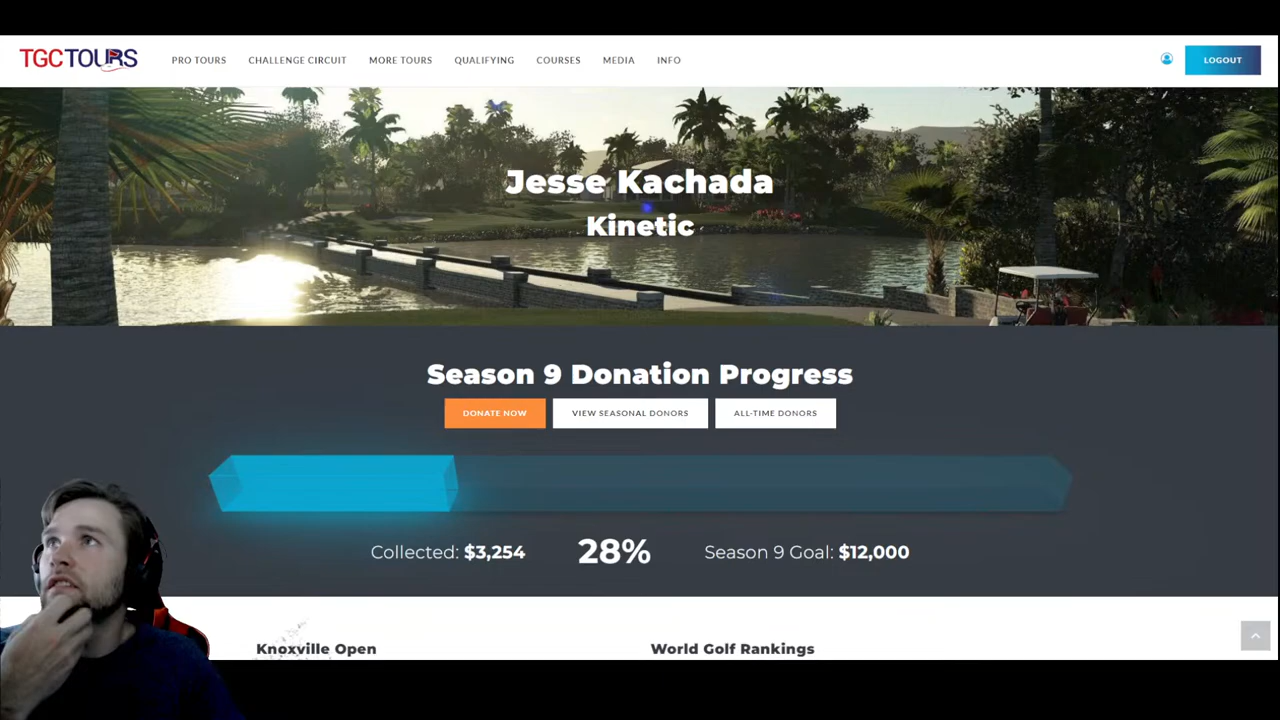 TGCTOURS
PRO TOURS
CHALLENGE CIRCUIT
MORE TOURS
QUALIFYING
COURSES
MEDIA
INFO
LOGOUT
Jesse Kachada
Kinetic
Season 9 Donation Progress
DONATE NOW
VIEW SEASONAL DONORS
ALL-TIME DONORS
Collected: $3,254
28%
Season 9 Goal: $12,000
Knoxville Open
World Golf Rankings